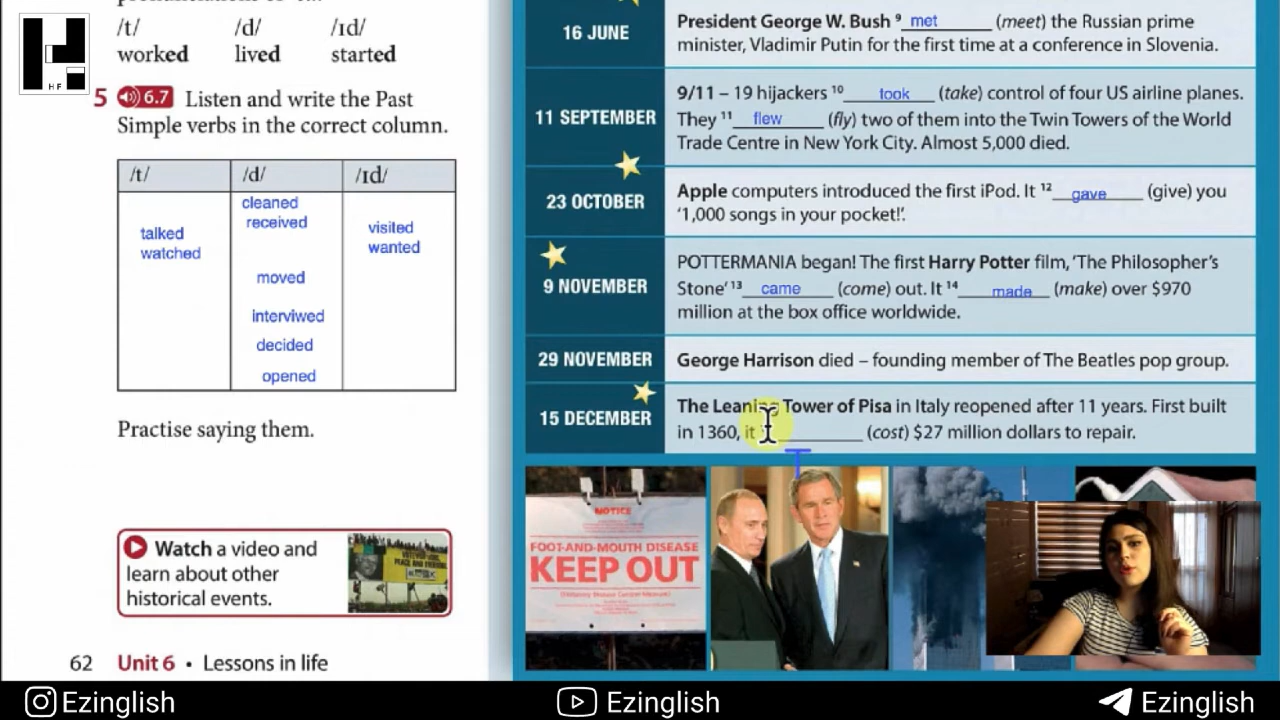 HF
/t/ /d/ /ɪd/
worked lived started
5 6.7 Listen and write the Past
Simple verbs in the correct column.
/t/ /d/ /ɪd/
cleaned
received
visited
talked
wanted
watched
moved
interviwed
decided
opened
Practise saying them.
Watch a video and
learn about other
historical events.
62 Unit 6 • Lessons in life
16 JUNE
President George W. Bush 9 met (meet) the Russian prime
minister, Vladimir Putin for the first time at a conference in Slovenia.
11 SEPTEMBER
9/11 – 19 hijackers 10 took (take) control of four US airline planes.
They 11 flew (fly) two of them into the Twin Towers of the World
Trade Centre in New York City. Almost 5,000 died.
23 OCTOBER
Apple computers introduced the first iPod. It 12 gave (give) you
'1,000 songs in your pocket!'.
9 NOVEMBER
POTTERMANIA began! The first Harry Potter film, 'The Philosopher's
Stone' 13 came (come) out. It 14 made (make) over $970
million at the box office worldwide.
29 NOVEMBER
George Harrison died – founding member of The Beatles pop group.
15 DECEMBER
The Leaning Tower of Pisa in Italy reopened after 11 years. First built
in 1360, it ________ (cost) $27 million dollars to repair.
NOTICE
FOOT-AND-MOUTH DISEASE
KEEP OUT
Ezinglish Ezinglish Ezinglish